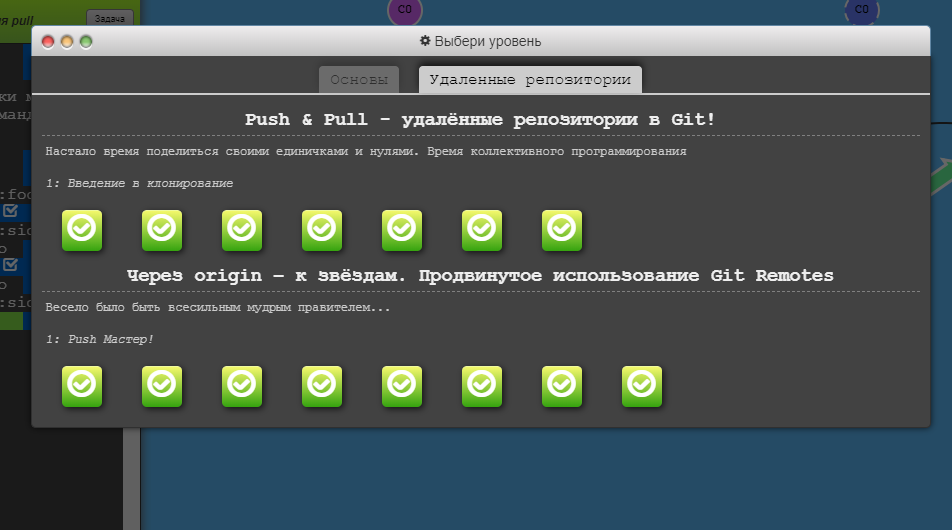 я pull
Задача
C0
C0
Выбери уровень
Основы
Удаленные репозитории
Push & Pull - удалённые репозитории в Git!
Настало время поделиться своими единичками и нулями. Время коллективного программирования
1: Введение в клонирование
Через origin – к звёздам. Продвинутое использование Git Remotes
Весело было быть всесильным мудрым правителем...
1: Push Мастер!
ки м
манд
:foo
:sid
о
о
:sid